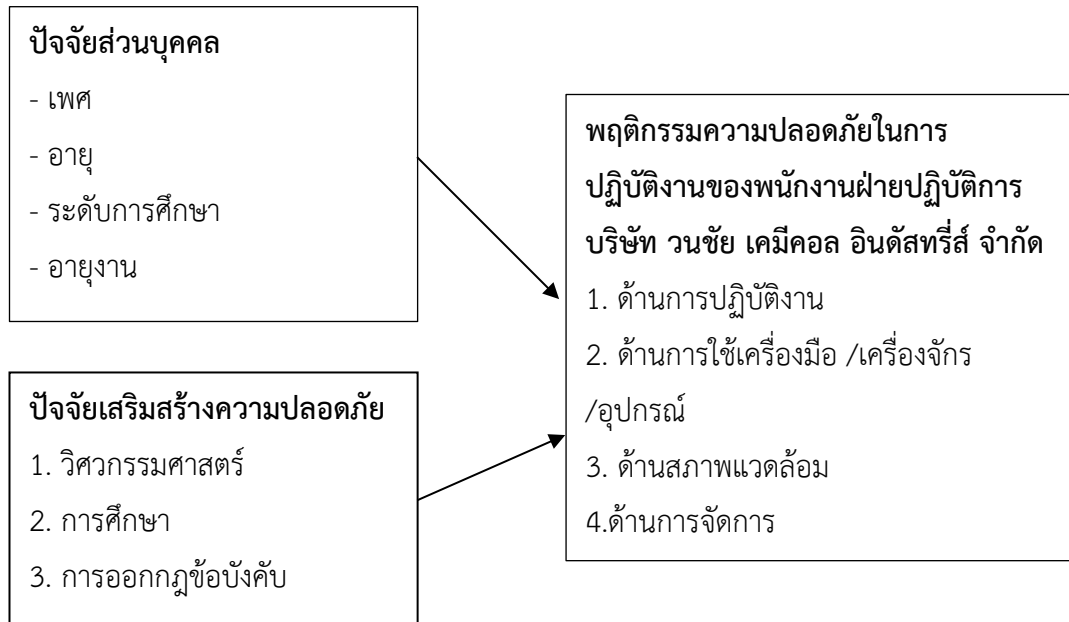 ปัจจัยส่วนบุคคล
- เพศ
- อายุ
- ระดับการศึกษา
- อายุงาน
ปัจจัยเสริมสร้างความปลอดภัย
1. วิศวกรรมศาสตร์
2. การศึกษา
3. การออกกฎข้อบังคับ
พฤติกรรมความปลอดภัยในการ
ปฏิบัติงานของพนักงานฝ่ายปฏิบัติการ
บริษัท วนชัย เคมีคอล อินดัสทรี่ส์ จำกัด
1. ด้านการปฏิบัติงาน
2. ด้านการใช้เครื่องมือ /เครื่องจักร
/อุปกรณ์
3. ด้านสภาพแวดล้อม
4.ด้านการจัดการ